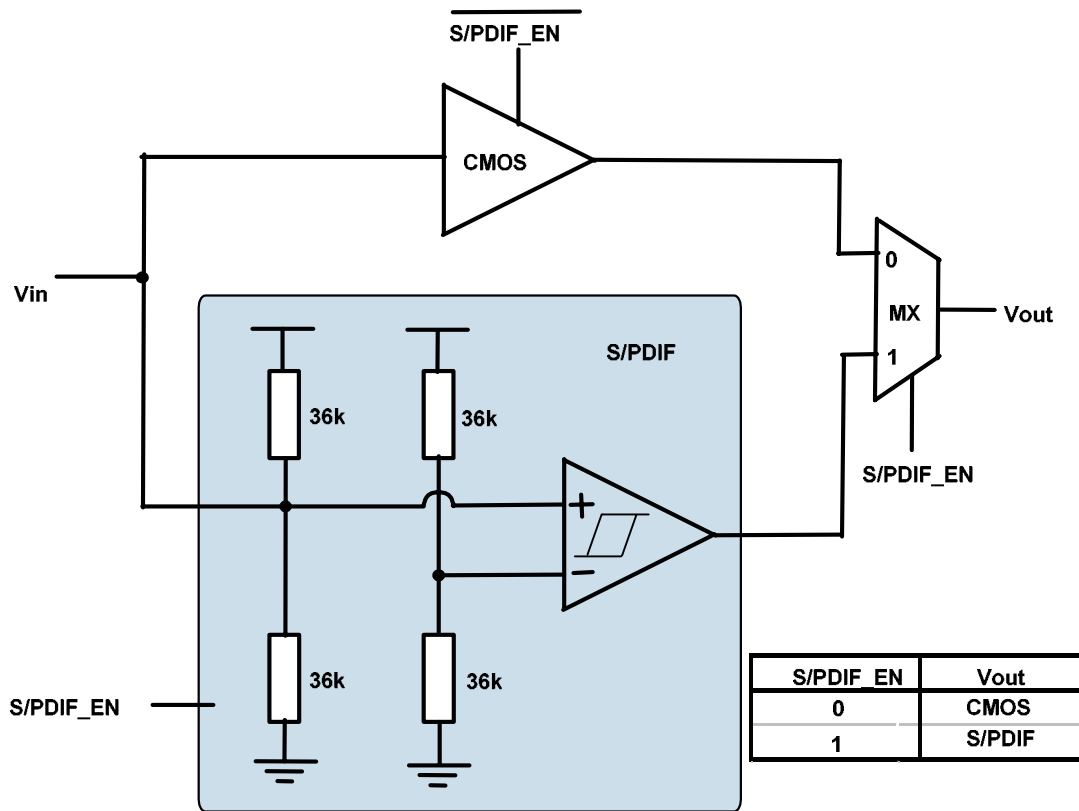 S/PDIF_EN
CMOS
Vin
0
MX
Vout
1
S/PDIF_EN
S/PDIF
36k
36k
+
−
36k
36k
S/PDIF_EN
S/PDIF_EN Vout
0 CMOS
1 S/PDIF